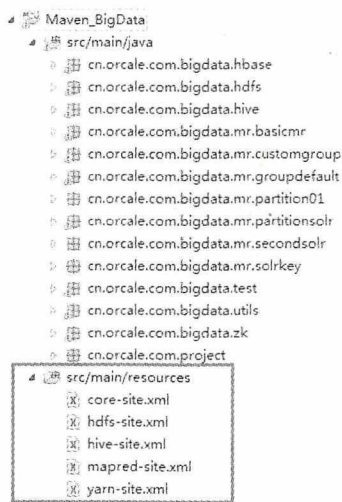 Maven_BigData
src/main/java
cn.orcale.com.bigdata.hbase
cn.orcale.com.bigdata.hdfs
cn.orcale.com.bigdata.hive
cn.orcale.com.bigdata.mr.basicmr
cn.orcale.com.bigdata.mr.customgroup
cn.orcale.com.bigdata.mr.groupdefault
cn.orcale.com.bigdata.mr.partition01
cn.orcale.com.bigdata.mr.partitionsolr
cn.orcale.com.bigdata.mr.secondsolr
cn.orcale.com.bigdata.mr.solrkey
cn.orcale.com.bigdata.test
cn.orcale.com.bigdata.utils
cn.orcale.com.bigdata.zk
cn.orcale.com.project
src/main/resources
core-site.xml
hdfs-site.xml
hive-site.xml
mapred-site.xml
yarn-site.xml